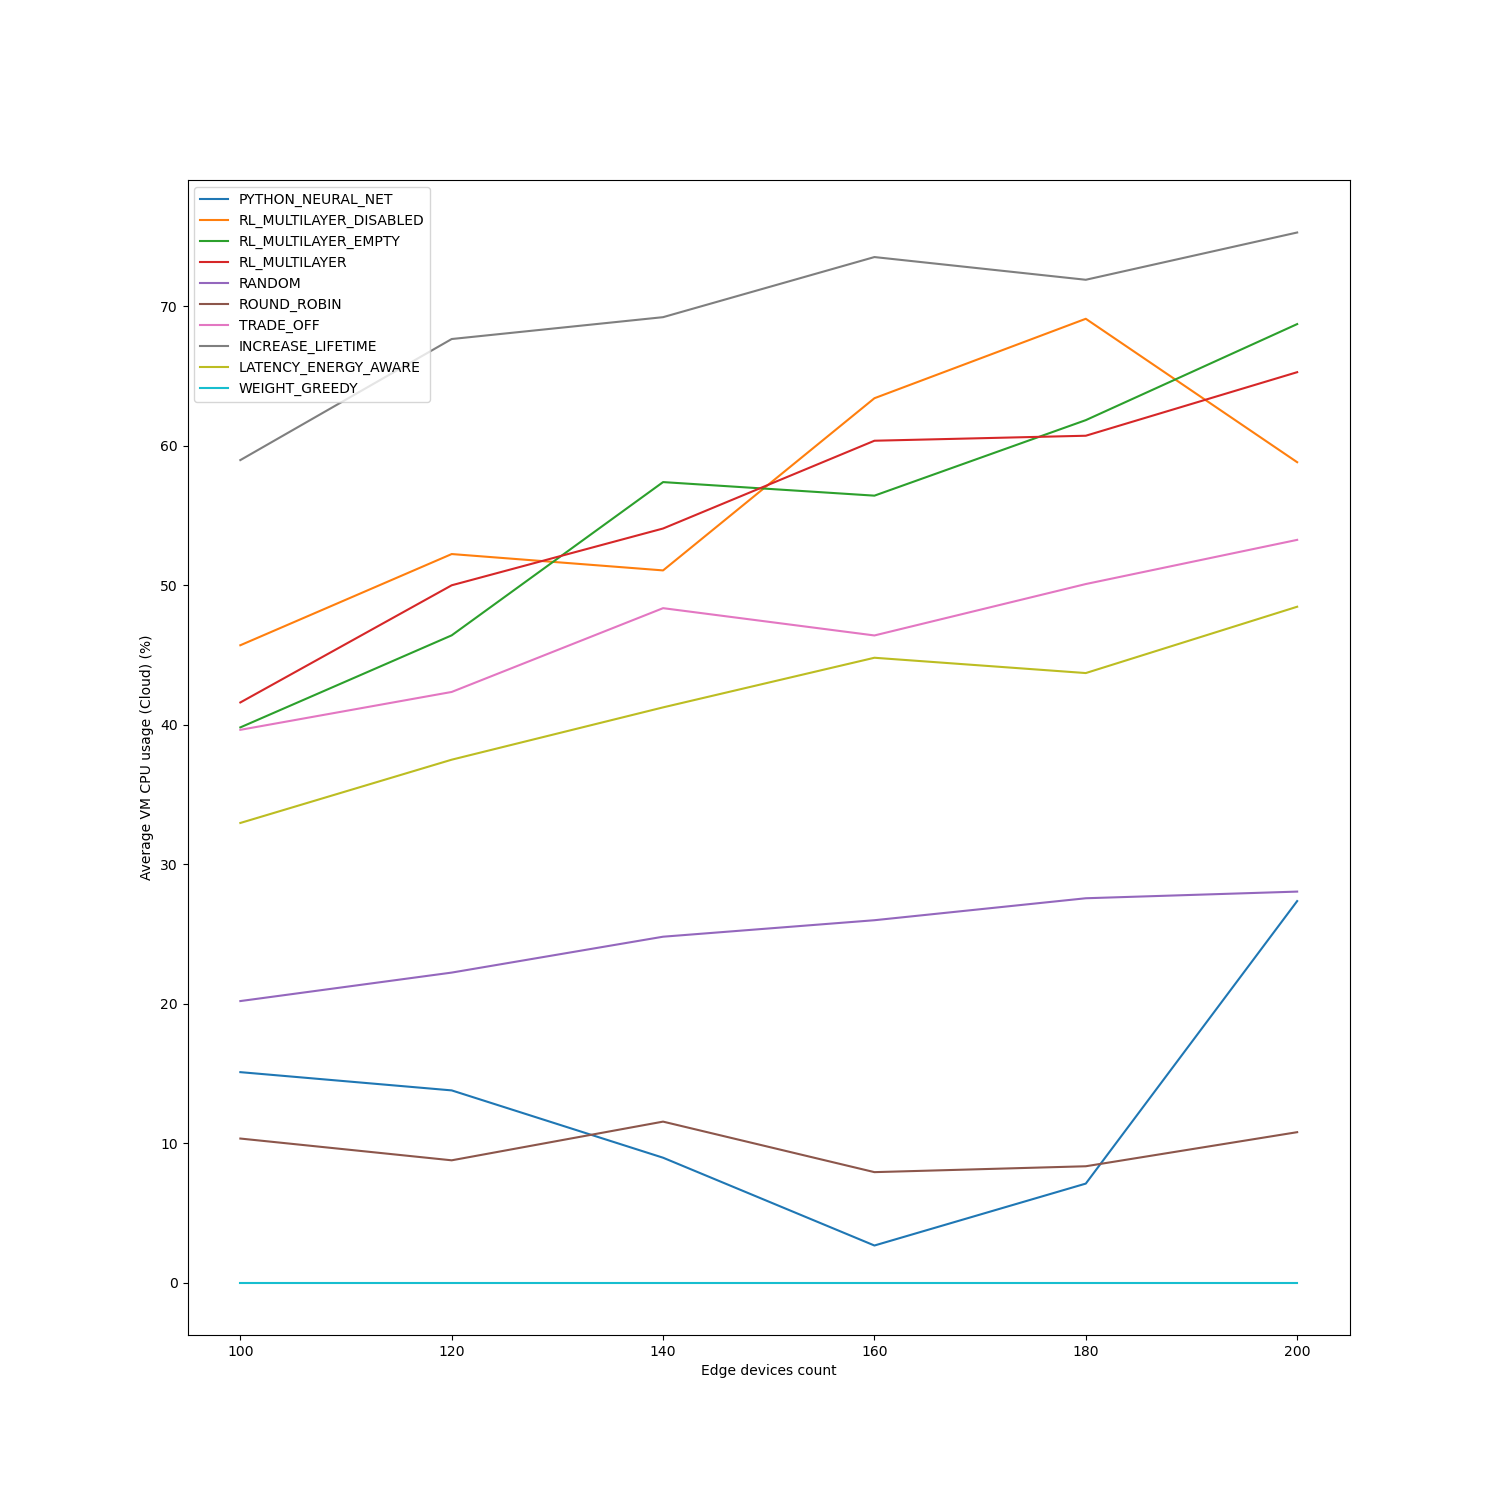 PYTHON_NEURAL_NET
RL_MULTILAYER_DISABLED
RL_MULTILAYER_EMPTY
RL_MULTILAYER
RANDOM
ROUND_ROBIN
TRADE_OFF
INCREASE_LIFETIME
LATENCY_ENERGY_AWARE
WEIGHT_GREEDY
70
60
50
40
30
20
10
0
Average VM CPU usage (Cloud) (%)
100 120 140 160 180 200
Edge devices count